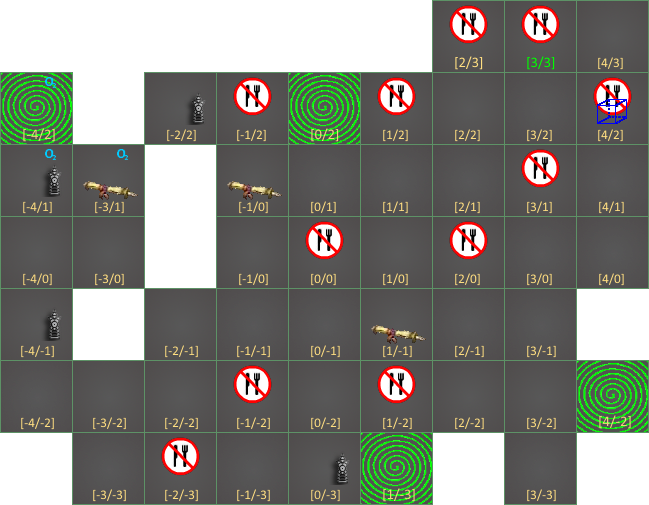 [2/3] [3/3] [4/3]
O₂
[-4/2] [-2/2] [-1/2] [0/2] [1/2] [2/2] [3/2] [4/2]
O₂ O₂
[-4/1] [-3/1] [-1/0] [0/1] [1/1] [2/1] [3/1] [4/1]
[-4/0] [-3/0] [-1/0] [0/0] [1/0] [2/0] [3/0] [4/0]
[-4/-1] [-2/-1] [-1/-1] [0/-1] [1/-1] [2/-1] [3/-1]
[-4/-2] [-3/-2] [-2/-2] [-1/-2] [0/-2] [1/-2] [2/-2] [3/-2] [4/-2]
[-3/-3] [-2/-3] [-1/-3] [0/-3] [1/-3] [3/-3]